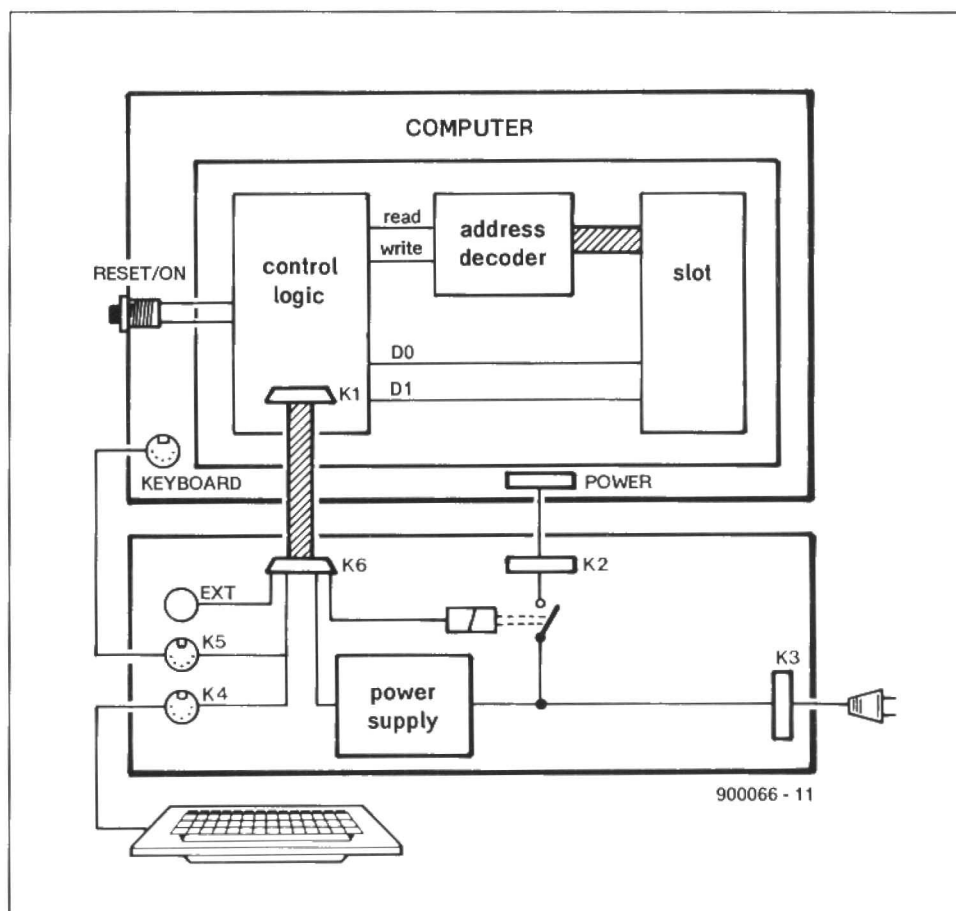 COMPUTER
RESET/ON
control
logic
read
write
address
decoder
slot
D0
D1
K1
KEYBOARD
POWER
K6
K2
EXT
K5
K4
K3
power
supply
900066 - 11